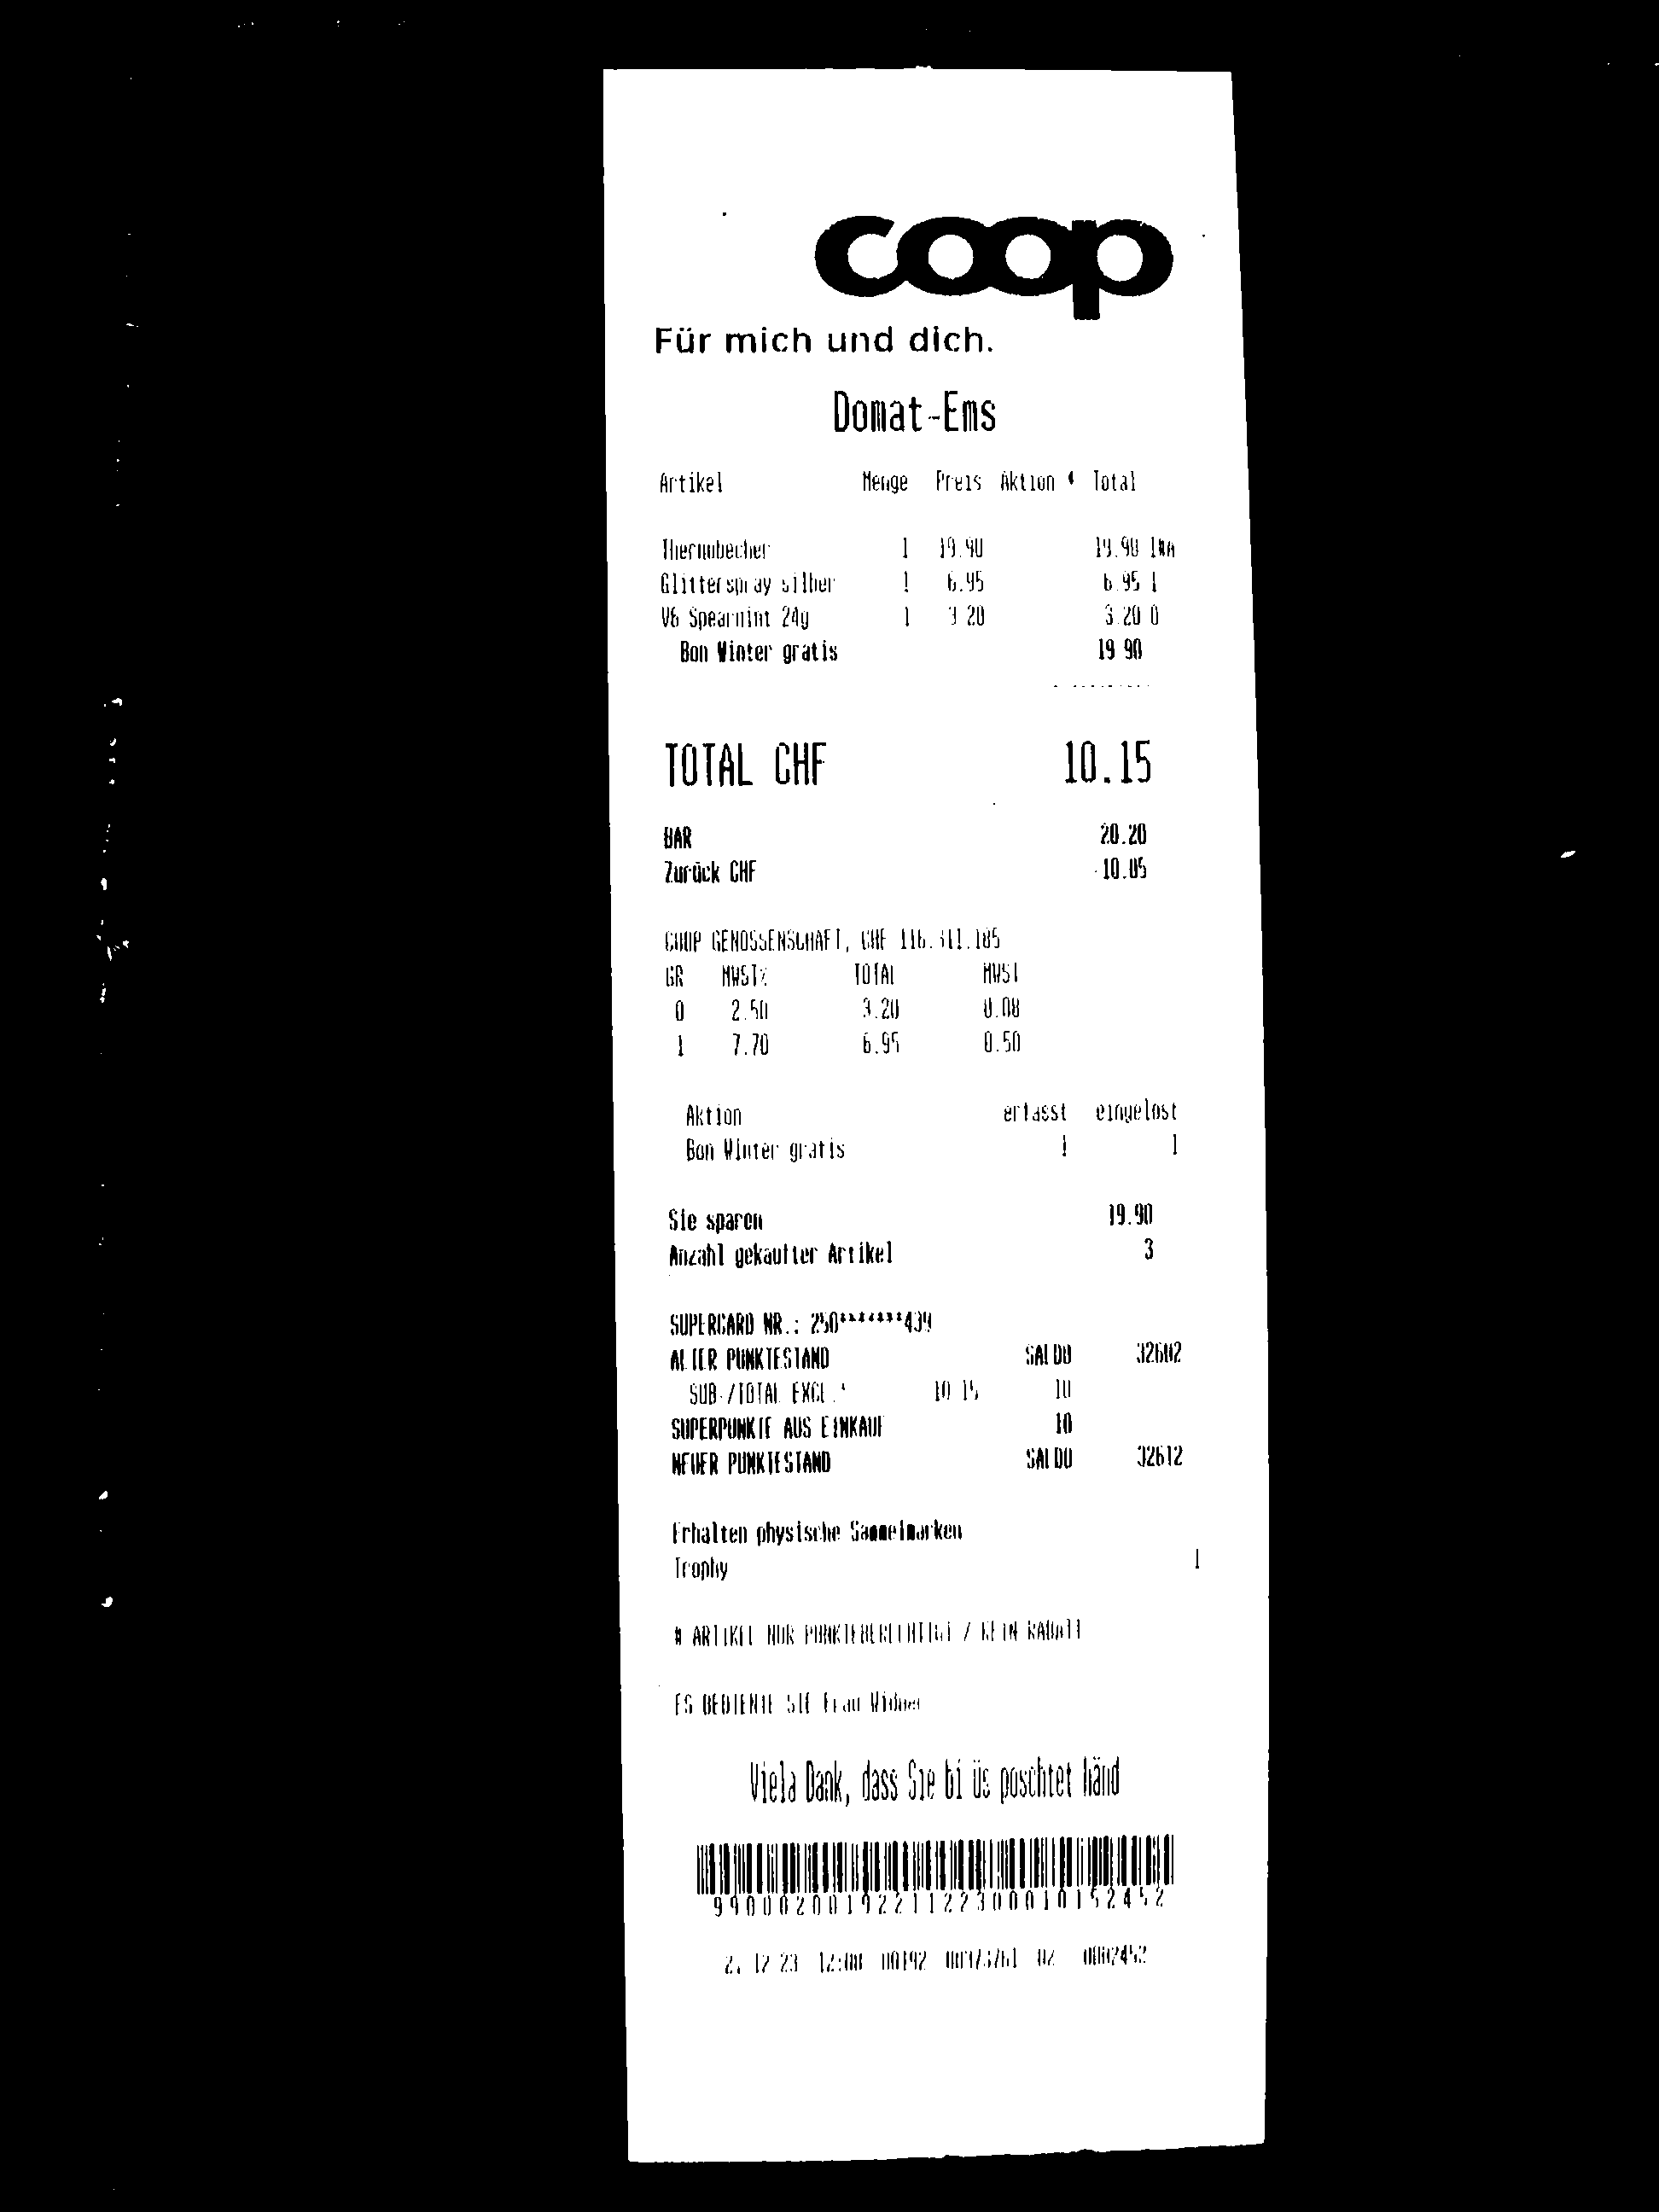 coop
Für mich und dich.
Domat-Ems
Artikel Menge Preis Aktion Total
Thermobecher 1 19.90 19.90 1
Glitterspray silber 1 6.95 6.95 1
V6 Spearmint 24g 1 3.20 3.20 0
Bon Winter gratis 19.90
TOTAL CHF 10.15
BAR 20.20
Zurück CHF -10.05
COOP GENOSSENSCHAFT, CHE 116.311.185
GR MWST% TOTAL MWST
0 2.50 3.20 0.08
1 7.70 6.95 0.50
Aktion erfasst eingelöst
Bon Winter gratis 1 1
Sie sparen 19.90
Anzahl gekaufter Artikel 3
SUPERCARD NR.: 250*******439
ALTER PUNKTESTAND SALDO 32602
SUB-/TOTAL EXCL.* 10.15 10
SUPERPUNKTE AUS EINKAUF 10
NEUER PUNKTESTAND SALDO 32612
Erhalten physische Sammelmarken
Trophy 1
# ARTIKEL NUR PUNKTEBERECHTIGT / KEIN RABATT
ES BEDIENTE SIE Frau
Viela Dank, dass Sie bi üs poschtet händ
9900020019221122300010152452
12 23 12:00 00192 02 0002452